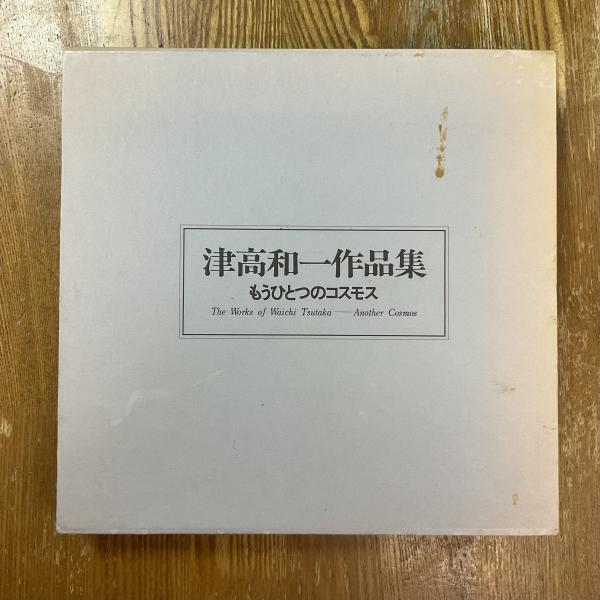 津高和一作品集
もうひとつのコスモス
The Works of Waichi Tsutaka──Another Cosmos